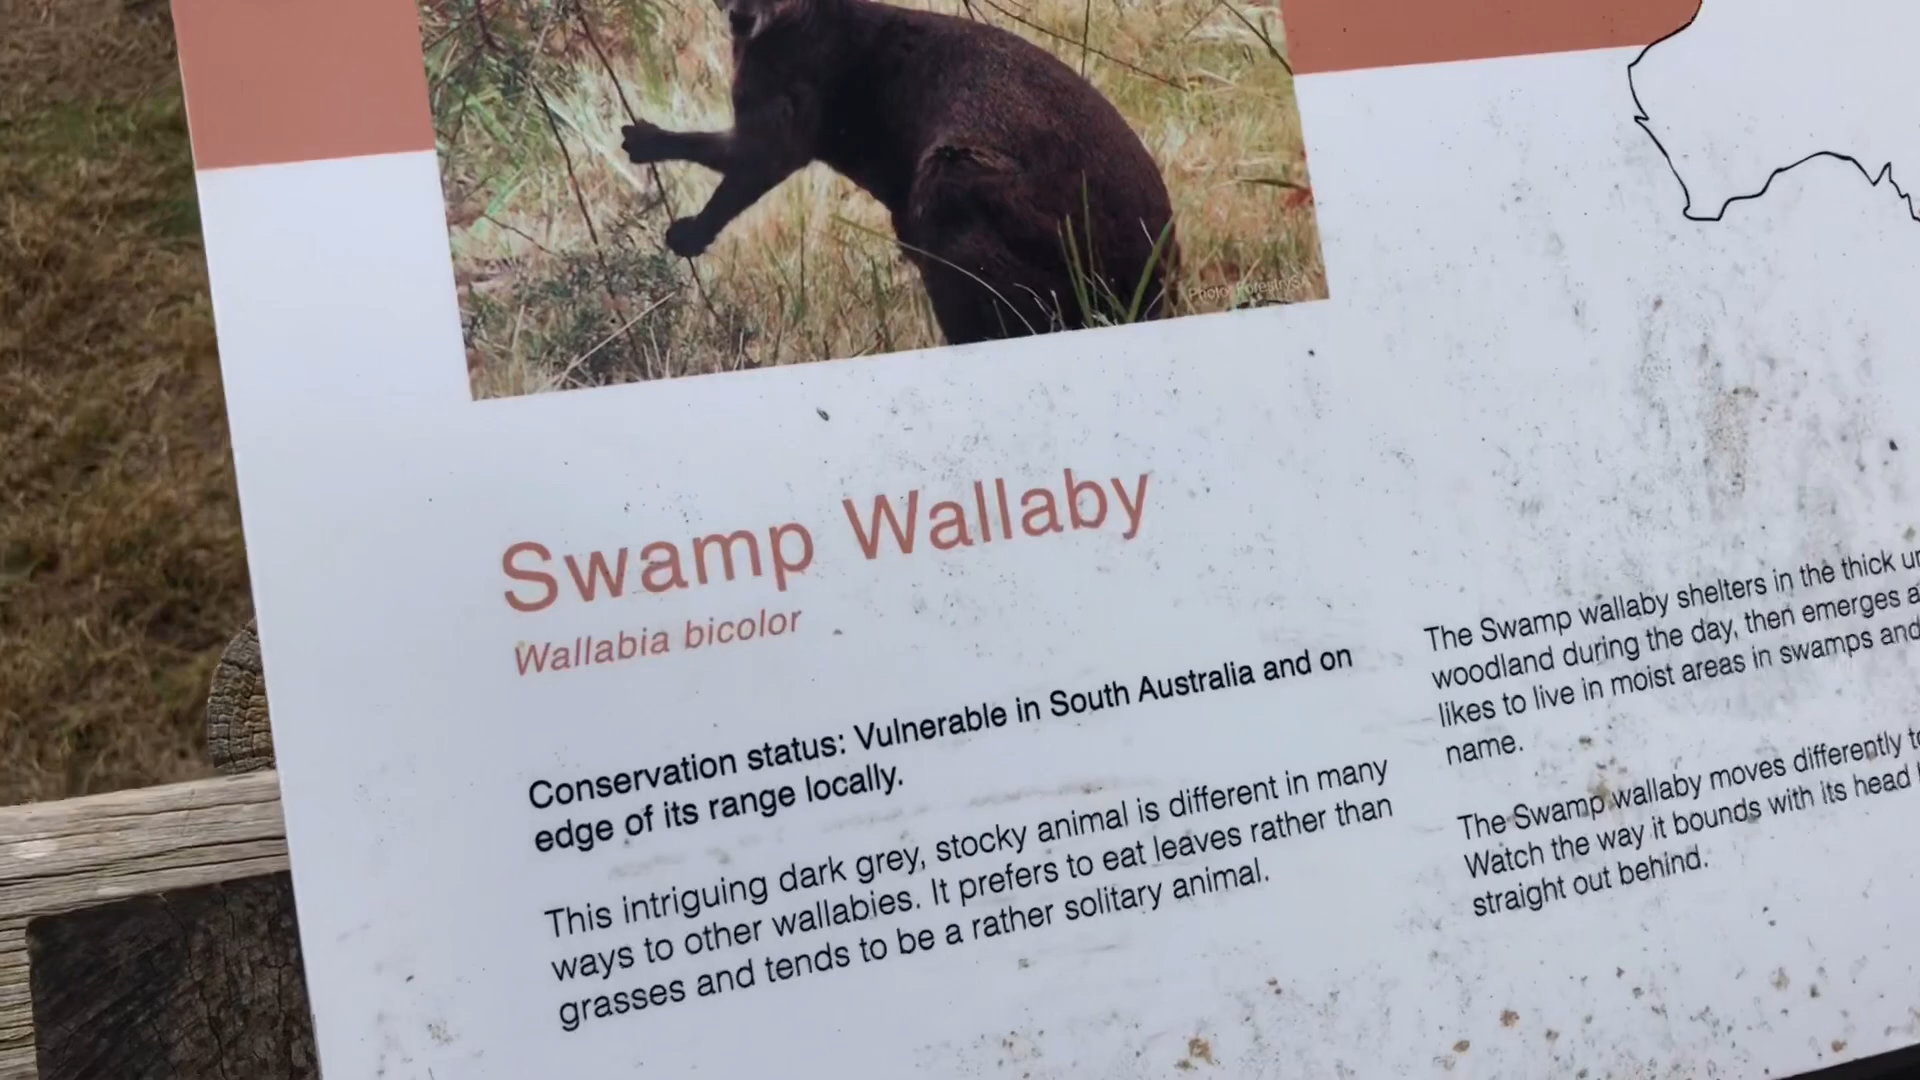 Photo: ForestrySA
Swamp Wallaby
Wallabia bicolor
Conservation status: Vulnerable in South Australia and on
edge of its range locally.
This intriguing dark grey, stocky animal is different in many
ways to other wallabies. It prefers to eat leaves rather than
grasses and tends to be a rather solitary animal.
The Swamp wallaby shelters in the thick
woodland during the day, then emerges
likes to live in moist areas in swamps and
name.
The Swamp wallaby moves differently
Watch the way it bounds with its head
straight out behind.